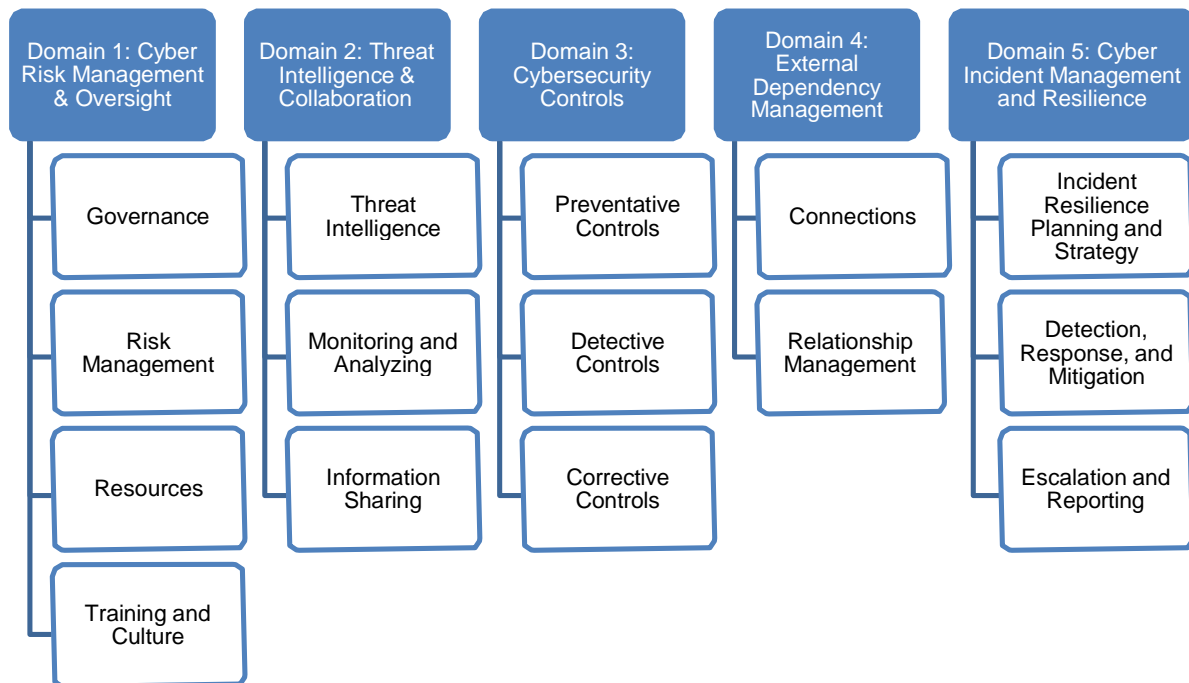 Domain 1: Cyber
Risk Management
& Oversight
Governance
Risk
Management
Resources
Training and
Culture
Domain 2: Threat
Intelligence &
Collaboration
Threat
Intelligence
Monitoring and
Analyzing
Information
Sharing
Domain 3:
Cybersecurity
Controls
Preventative
Controls
Detective
Controls
Corrective
Controls
Domain 4:
External
Dependency
Management
Connections
Relationship
Management
Domain 5: Cyber
Incident Management
and Resilience
Incident
Resilience
Planning and
Strategy
Detection,
Response, and
Mitigation
Escalation and
Reporting